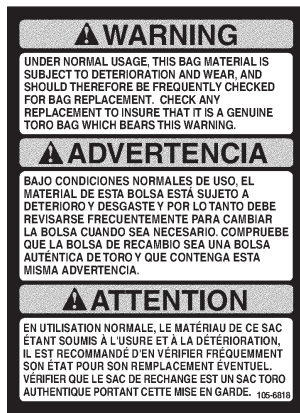 WARNING
UNDER NORMAL USAGE, THIS BAG MATERIAL IS
SUBJECT TO DETERIORATION AND WEAR, AND
SHOULD THEREFORE BE FREQUENTLY CHECKED
FOR BAG REPLACEMENT. CHECK ANY
REPLACEMENT TO INSURE THAT IT IS A GENUINE
TORO BAG WHICH BEARS THIS WARNING.
ADVERTENCIA
BAJO CONDICIONES NORMALES DE USO, EL
MATERIAL DE ESTA BOLSA ESTÁ SUJETO A
DETERIORO Y DESGASTE Y POR LO TANTO DEBE
REVISARSE FRECUENTEMENTE PARA CAMBIAR
LA BOLSA CUANDO SEA NECESARIO. COMPRUEBE
QUE LA BOLSA DE RECAMBIO SEA UNA BOLSA
AUTÉNTICA DE TORO Y QUE CONTENGA ESTA
MISMA ADVERTENCIA.
ATTENTION
EN UTILISATION NORMALE, LE MATÉRIAU DE CE SAC
ÉTANT SOUMIS À L'USURE ET À LA DÉTÉRIORATION,
IL EST RECOMMANDÉ D'EN VÉRIFIER FRÉQUEMMENT
SON ÉTAT POUR SON REMPLACEMENT ÉVENTUEL.
VÉRIFIER QUE LE SAC DE RECHANGE EST UN SAC TORO
AUTHENTIQUE PORTANT CETTE MISE EN GARDE. 105-6818